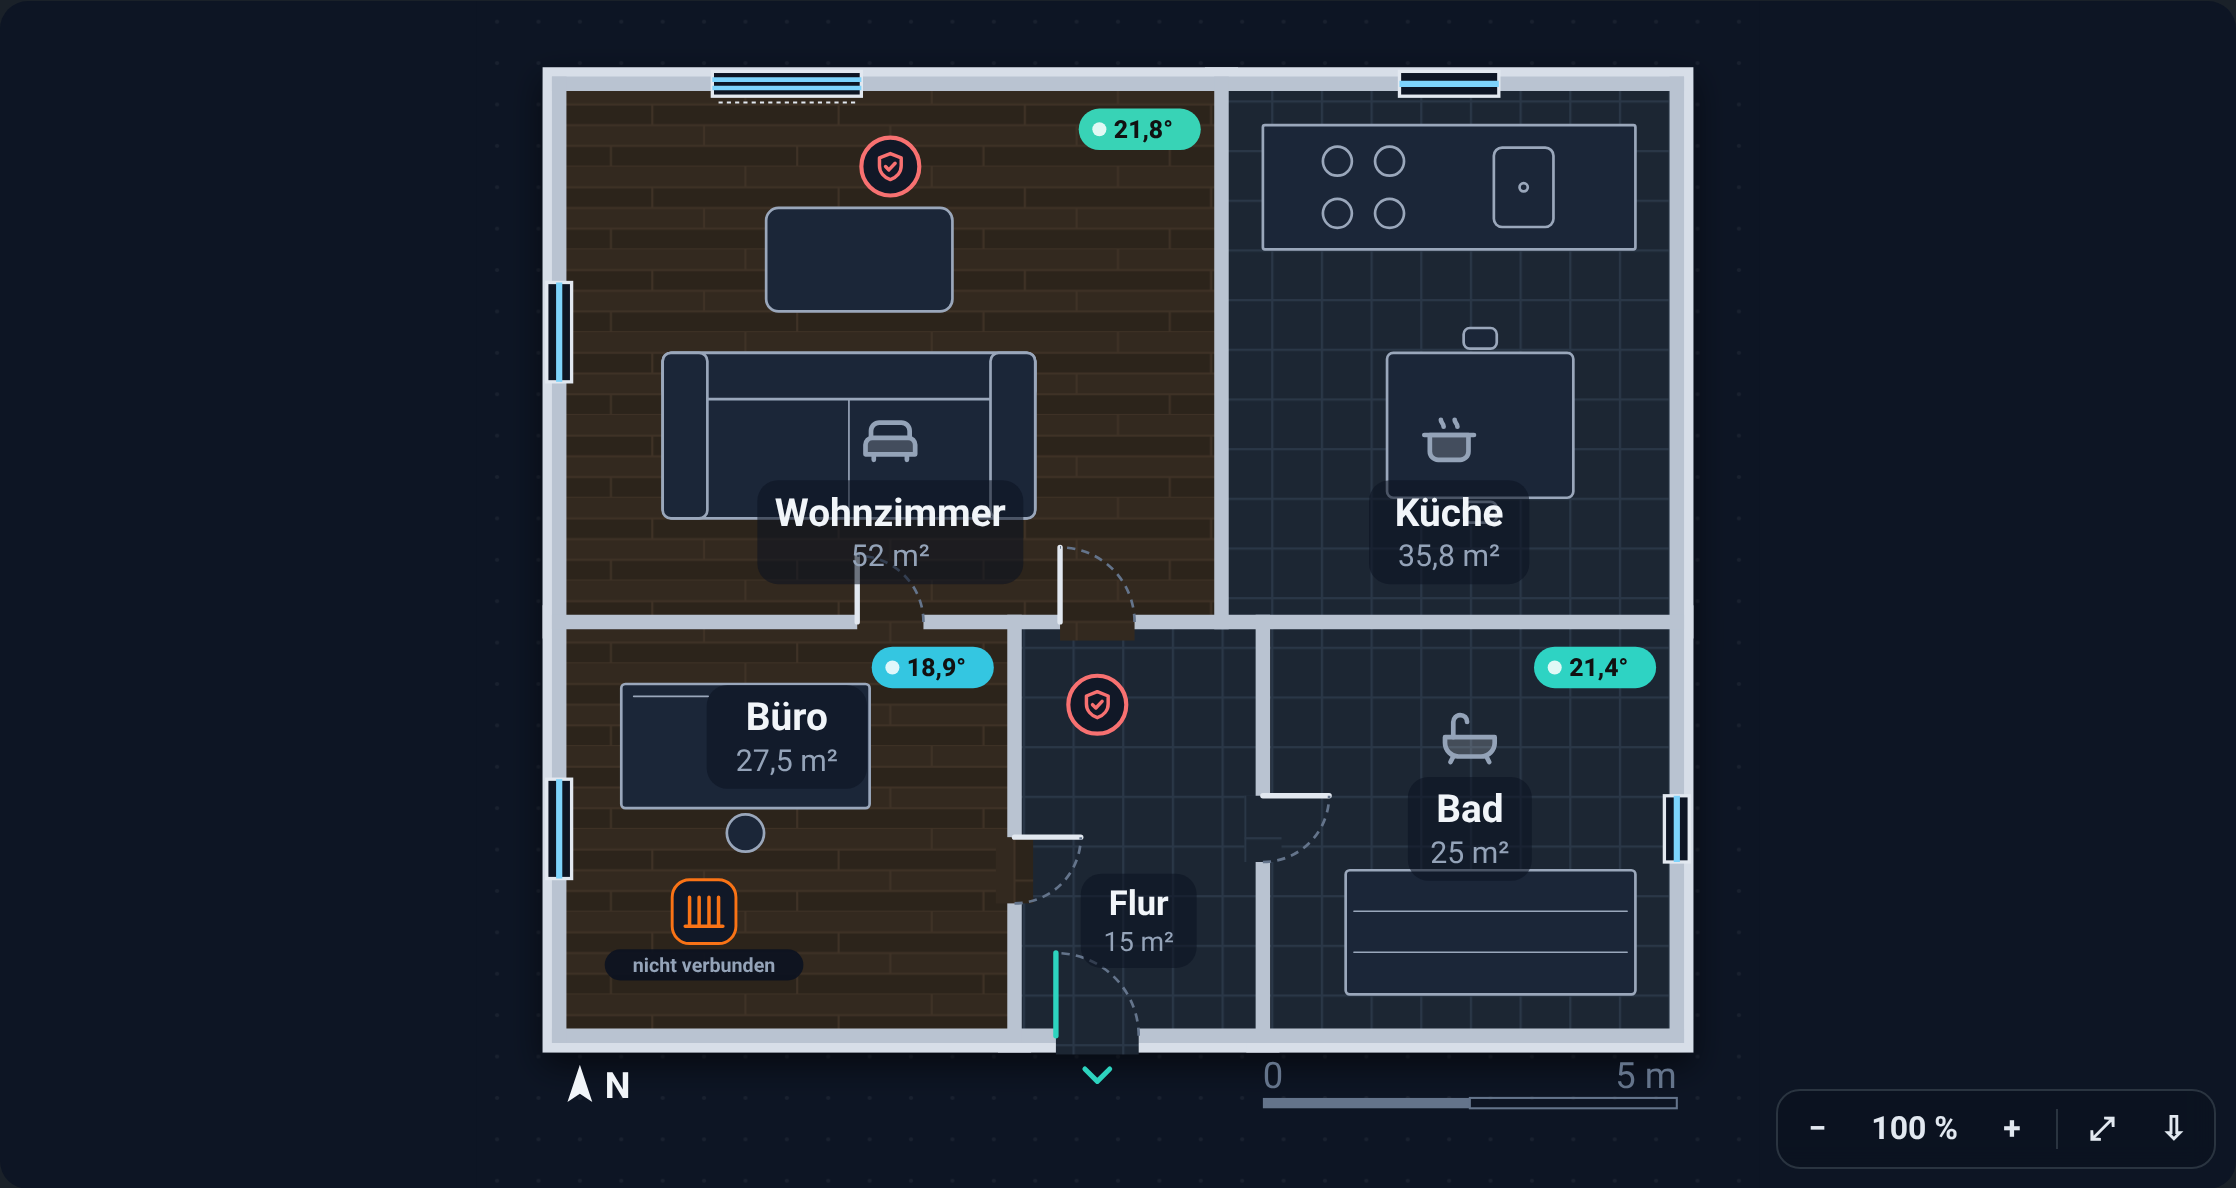 21,8°
Wohnzimmer
52 m²
Küche
35,8 m²
18,9°
21,4°
Büro
27,5 m²
Bad
25 m²
Flur
15 m²
nicht verbunden
N
0
5 m
− 100 % +